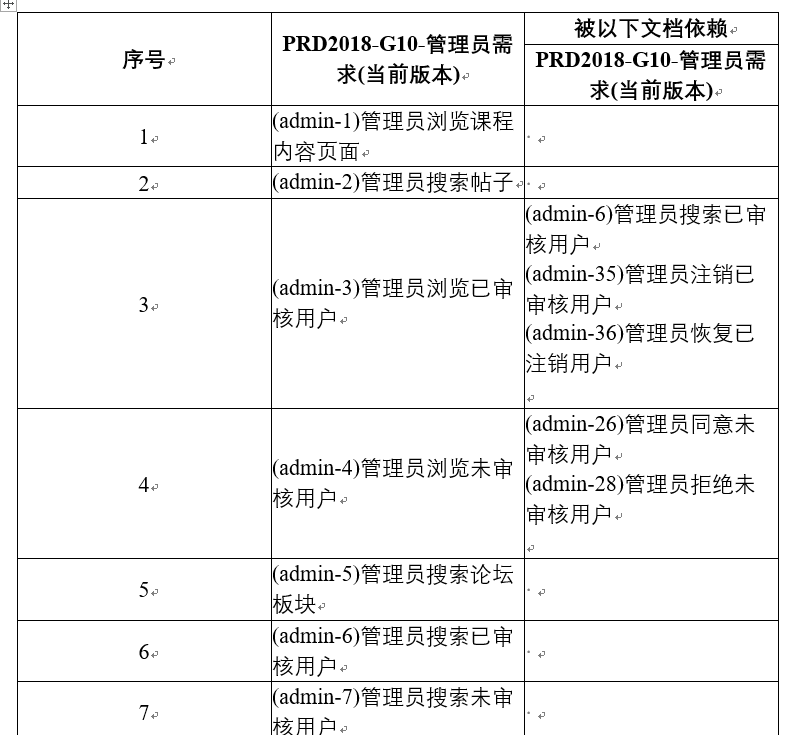 序号
PRD2018-G10-管理员需
求(当前版本)
被以下文档依赖
PRD2018-G10-管理员需
求(当前版本)
1
(admin-1)管理员浏览课程
内容页面
2
(admin-2)管理员搜索帖子
3
(admin-3)管理员浏览已审
核用户
(admin-6)管理员搜索已审
核用户
(admin-35)管理员注销已
审核用户
(admin-36)管理员恢复已
注销用户
4
(admin-4)管理员浏览未审
核用户
(admin-26)管理员同意未
审核用户
(admin-28)管理员拒绝未
审核用户
5
(admin-5)管理员搜索论坛
板块
6
(admin-6)管理员搜索已审
核用户
7
(admin-7)管理员搜索未审
核用户